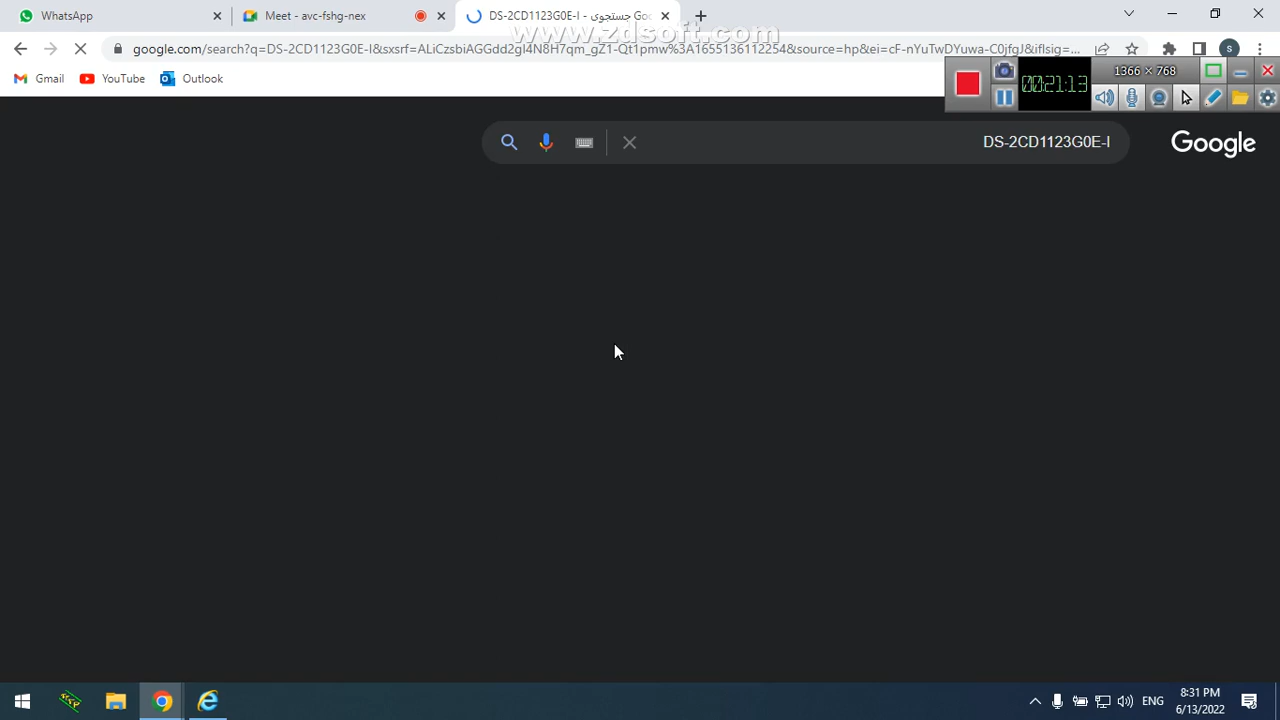 WhatsApp
Meet - avc-fshg-nex
DS-2CD1123G0E-I جستجوی - Goo
www.zdsoft.com
google.com/search?q=DS-2CD1123G0E-I&sxsrf=ALiCzsbiAGGdd2gI4N8H7qm_gZ1-Qt1pmw%3A1655136112254&source=hp&ei=cF-nYuTwDYuwa-C0jfgJ&iflsig=...
Gmail
YouTube
Outlook
1366 × 768
00:21:13
DS-2CD1123G0E-I
Google
ENG
8:31 PM
6/13/2022